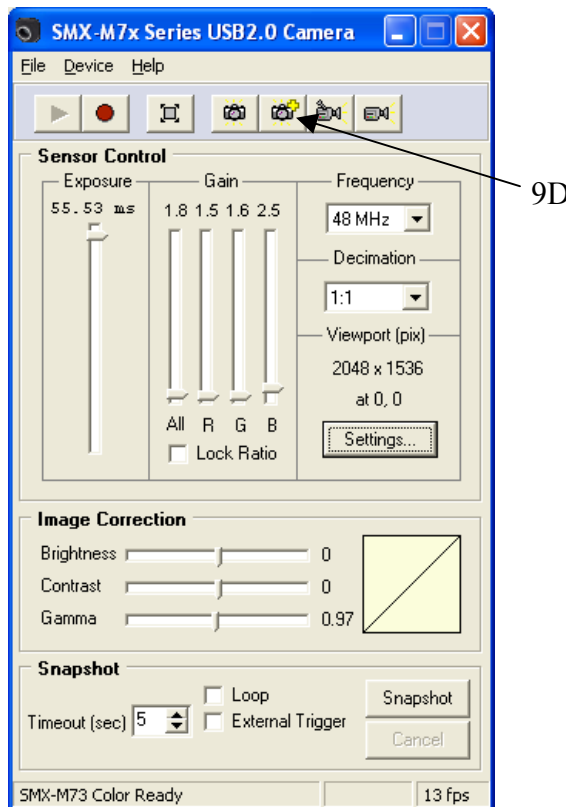 SMX-M7x Series USB2.0 Camera
File Device Help
Sensor Control
Exposure
55.53 ms
Gain
1.8 1.5 1.6 2.5
All R G B
Lock Ratio
Frequency
48 MHz
Decimation
1:1
Viewport (pix)
2048 x 1536
at 0, 0
Settings...
9D
Image Correction
Brightness 0
Contrast 0
Gamma 0.97
Snapshot
Timeout (sec) 5
Loop
External Trigger
Snapshot
Cancel
SMX-M73 Color Ready
13 fps